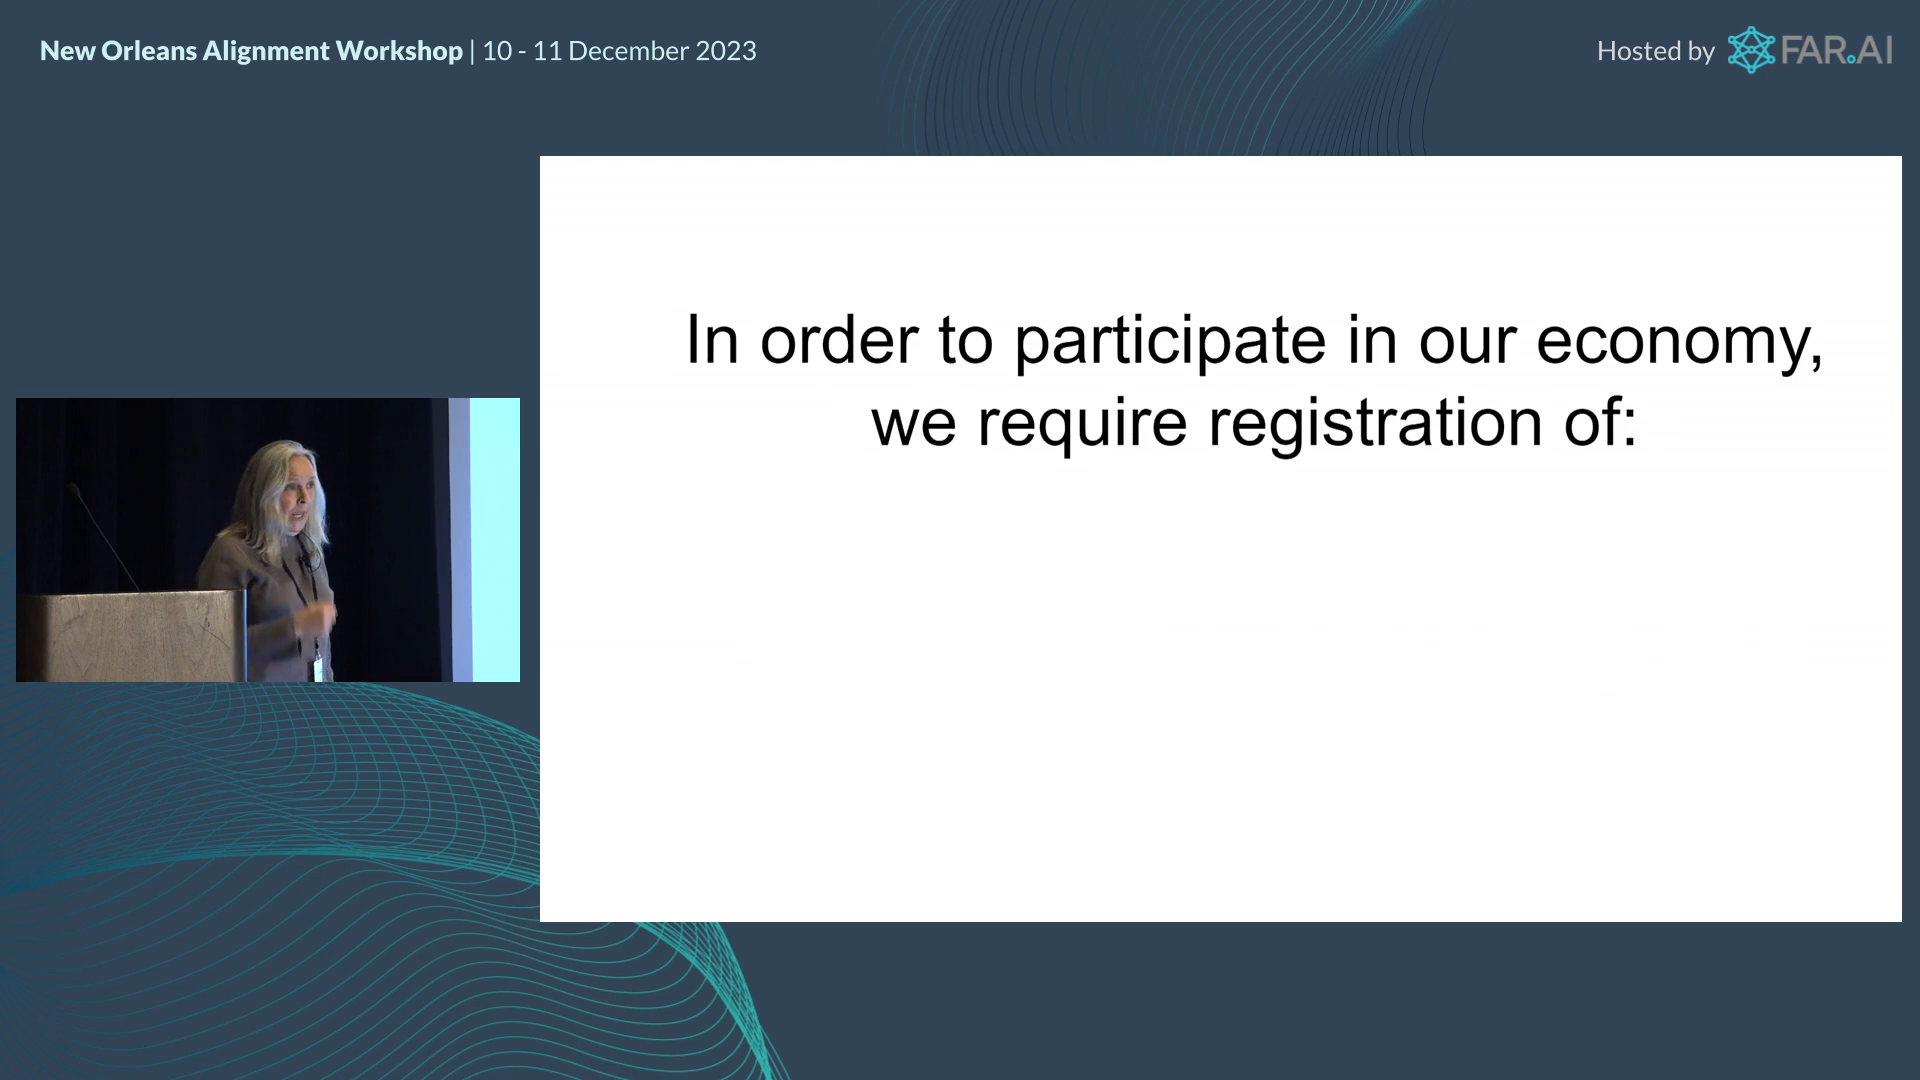 New Orleans Alignment Workshop | 10 - 11 December 2023
Hosted by FAR.AI
In order to participate in our economy,
we require registration of: